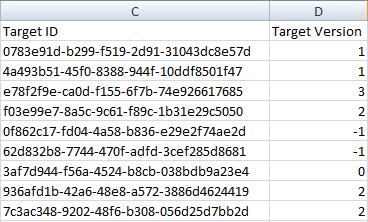 C D
Target ID Target Version
0783e91d-b299-f519-2d91-31043dc8e57d 1
4a493b51-45f0-8388-944f-10ddf8501f47 1
e78f2f9e-ca0d-f155-6f7b-74e926617685 3
f03e99e7-8a5c-9c61-f89c-1b31e29c5050 2
0f862c17-fd04-4a58-b836-e29e2f74ae2d -1
62d832b8-7744-470f-adfd-3cef285d8681 -1
3af7d944-f56a-4524-b8cb-038bdb9a23e4 0
936afd1b-42a6-48e8-a572-3886d4624419 2
7c3ac348-9202-48f6-b308-056d25d7bb2d 2